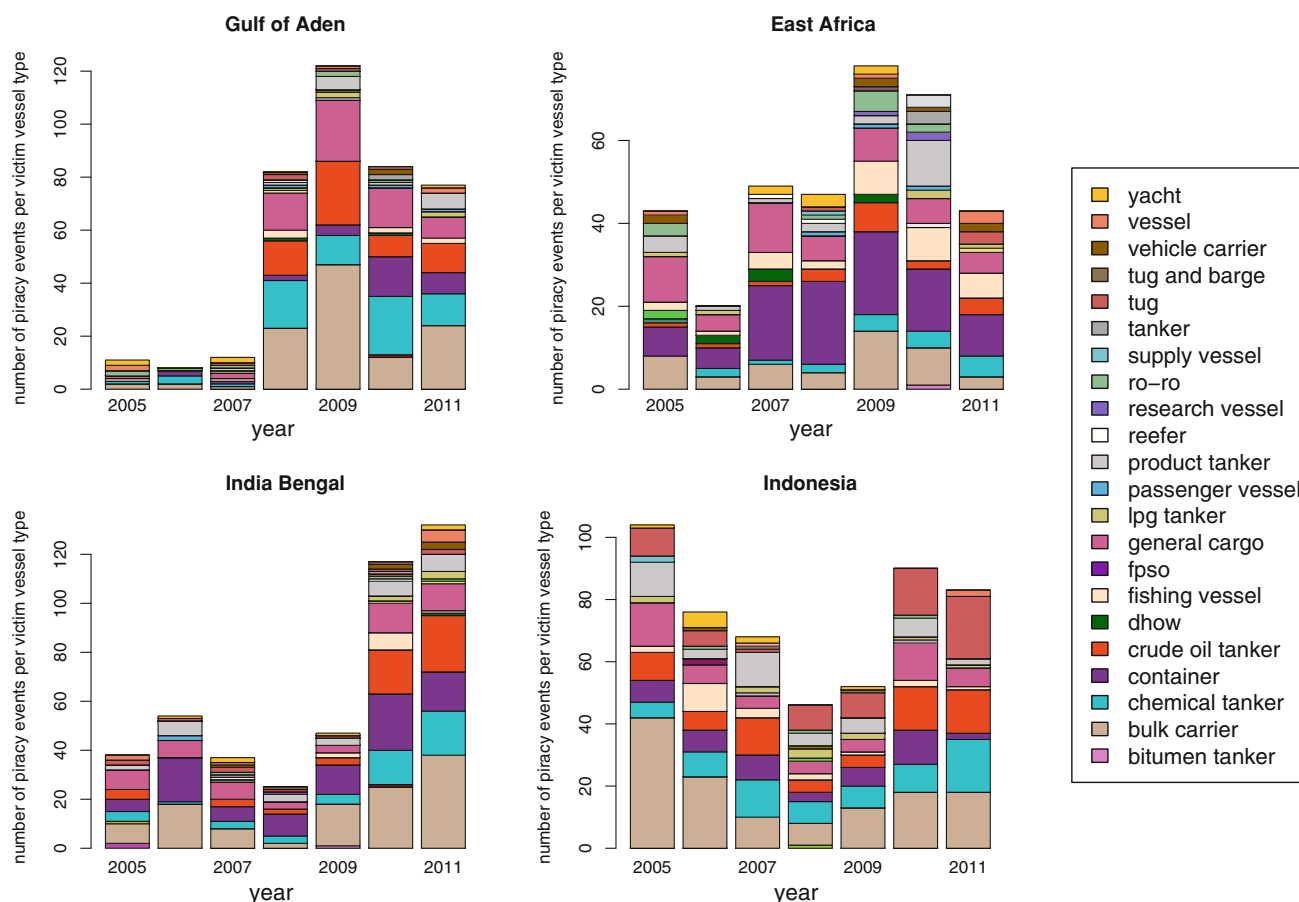 Gulf of Aden
number of piracy events per victim vessel type
0 20 40 60 80 100 120
2005 2007 2009 2011
year
East Africa
number of piracy events per victim vessel type
0 20 40 60
2005 2007 2009 2011
year
India Bengal
number of piracy events per victim vessel type
0 20 40 60 80 100 120
2005 2007 2009 2011
year
Indonesia
number of piracy events per victim vessel type
0 20 40 60 80 100
2005 2007 2009 2011
year
yacht
vessel
vehicle carrier
tug and barge
tug
tanker
supply vessel
ro−ro
research vessel
reefer
product tanker
passenger vessel
lpg tanker
general cargo
fpso
fishing vessel
dhow
crude oil tanker
container
chemical tanker
bulk carrier
bitumen tanker